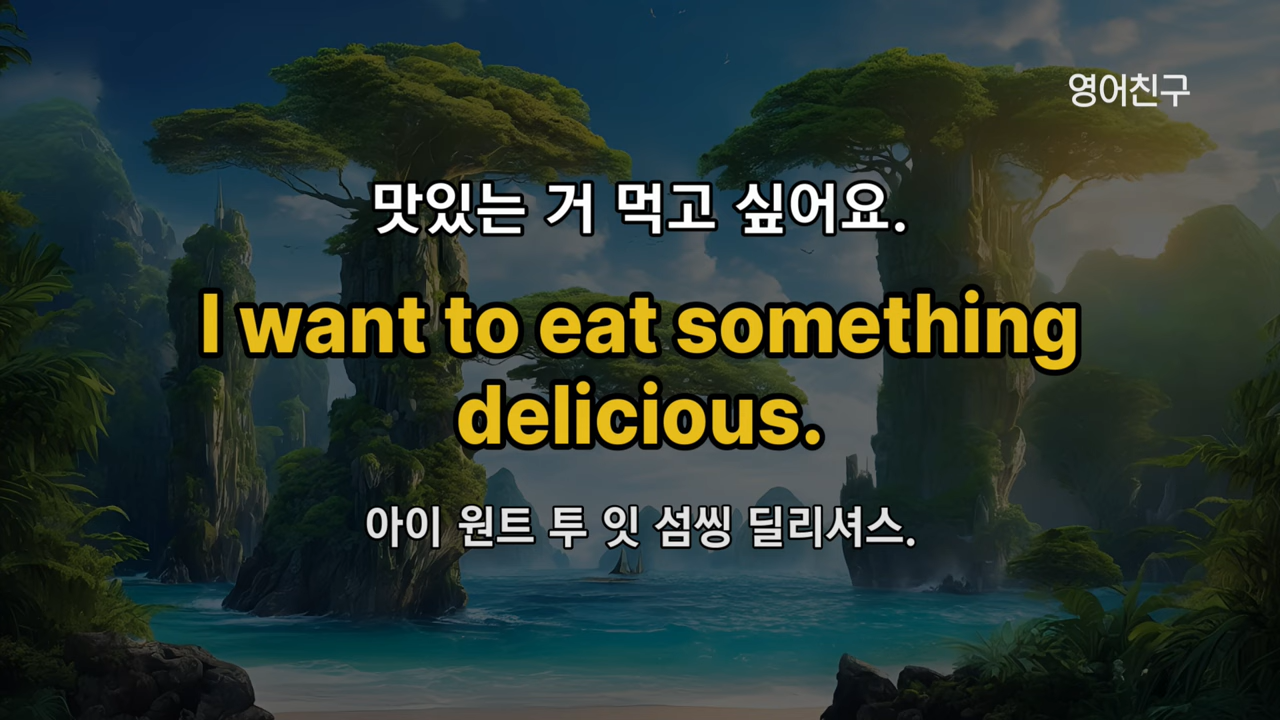 영어친구
맛있는 거 먹고 싶어요.
I want to eat something
delicious.
아이 원트 투 잇 섬씽 딜리셔스.